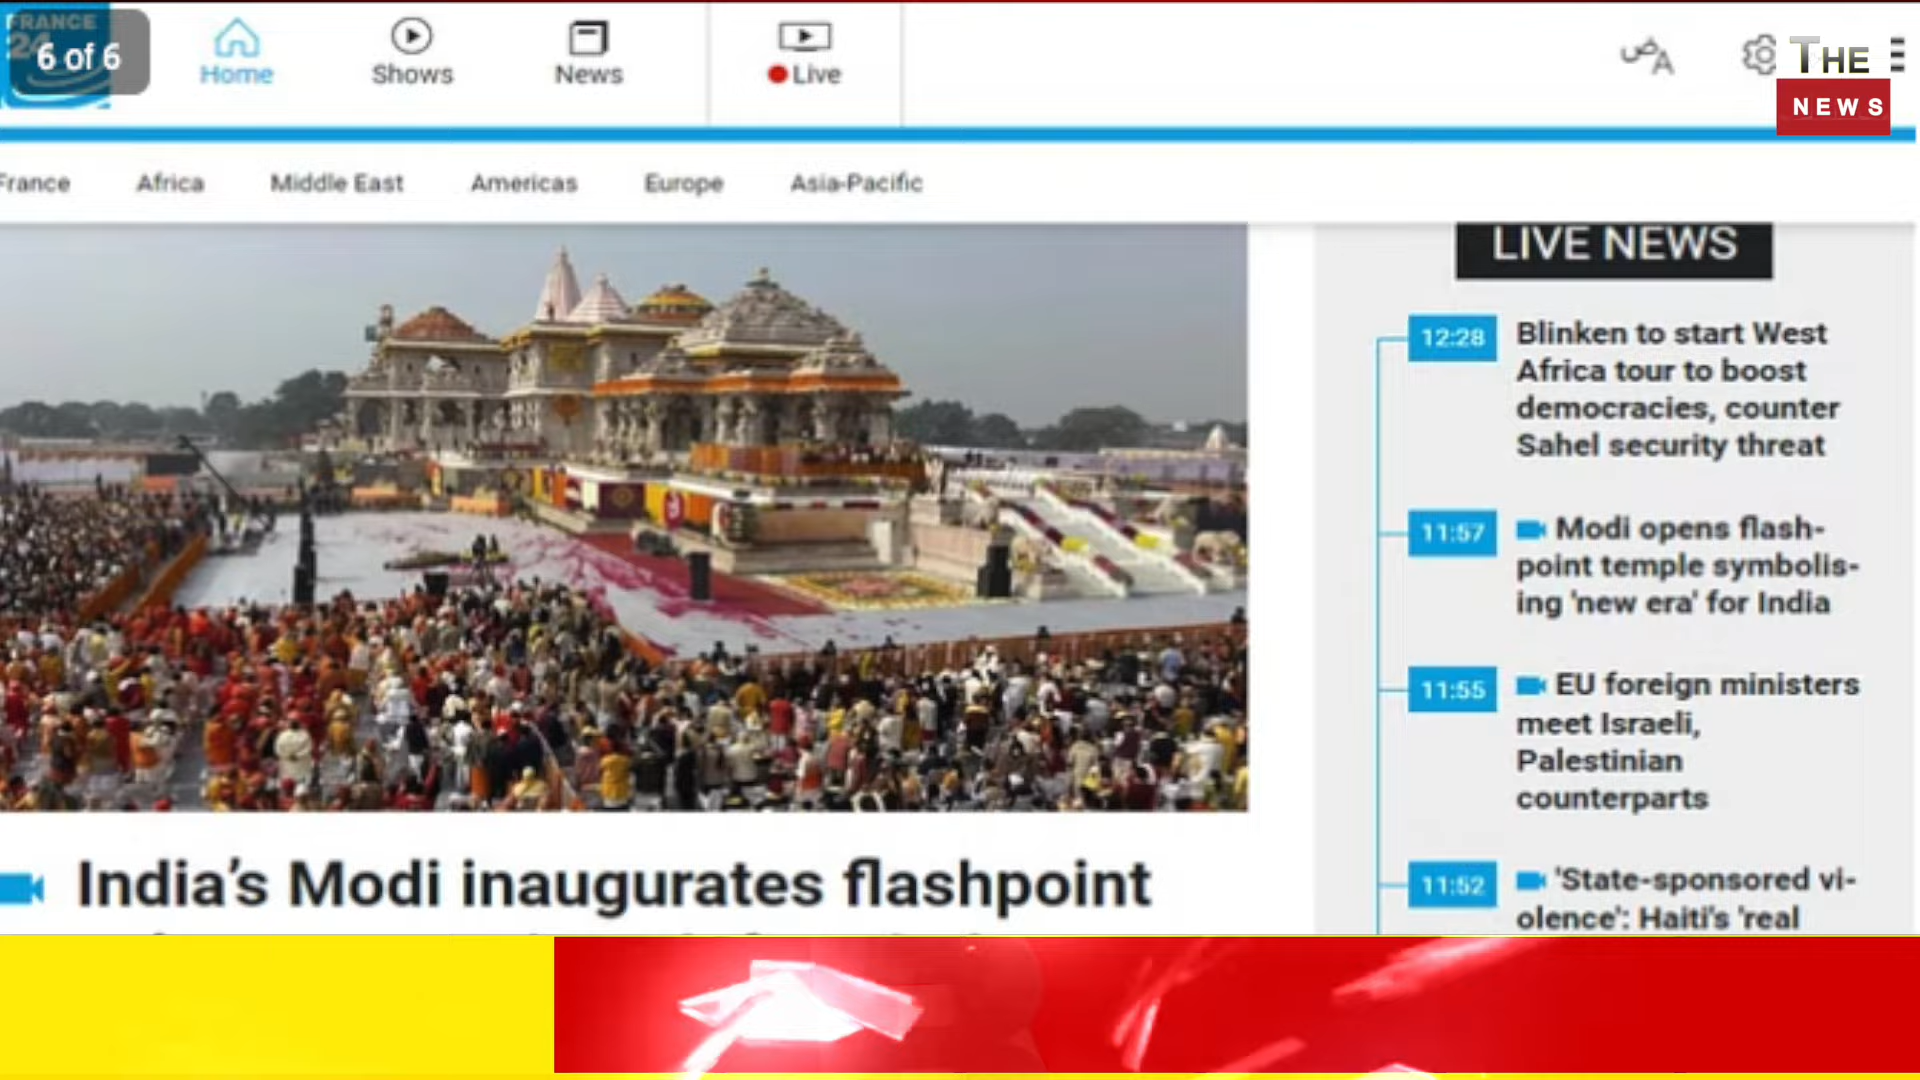 FRANCE
24
6 of 6
Home
Shows
News
Live
THE
NEWS
France
Africa
Middle East
Americas
Europe
Asia-Pacific
LIVE NEWS
12:28
Blinken to start West
Africa tour to boost
democracies, counter
Sahel security threat
11:57
Modi opens flash-
point temple symbolis-
ing 'new era' for India
11:55
EU foreign ministers
meet Israeli,
Palestinian
counterparts
11:52
'State-sponsored vi-
olence': Haiti's 'real
India's Modi inaugurates flashpoint